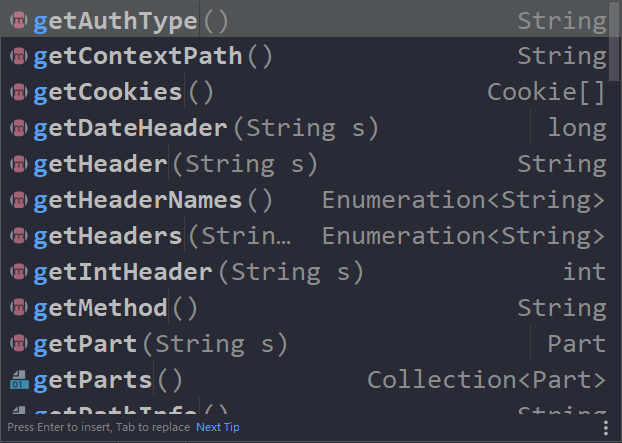 getAuthType() String
getContextPath() String
getCookies() Cookie[]
getDateHeader(String s) long
getHeader(String s) String
getHeaderNames() Enumeration<String>
getHeaders(Strin… Enumeration<String>
getIntHeader(String s) int
getMethod() String
getPart(String s) Part
getParts() Collection<Part>
getPathInfo() String
Press Enter to insert, Tab to replace Next Tip